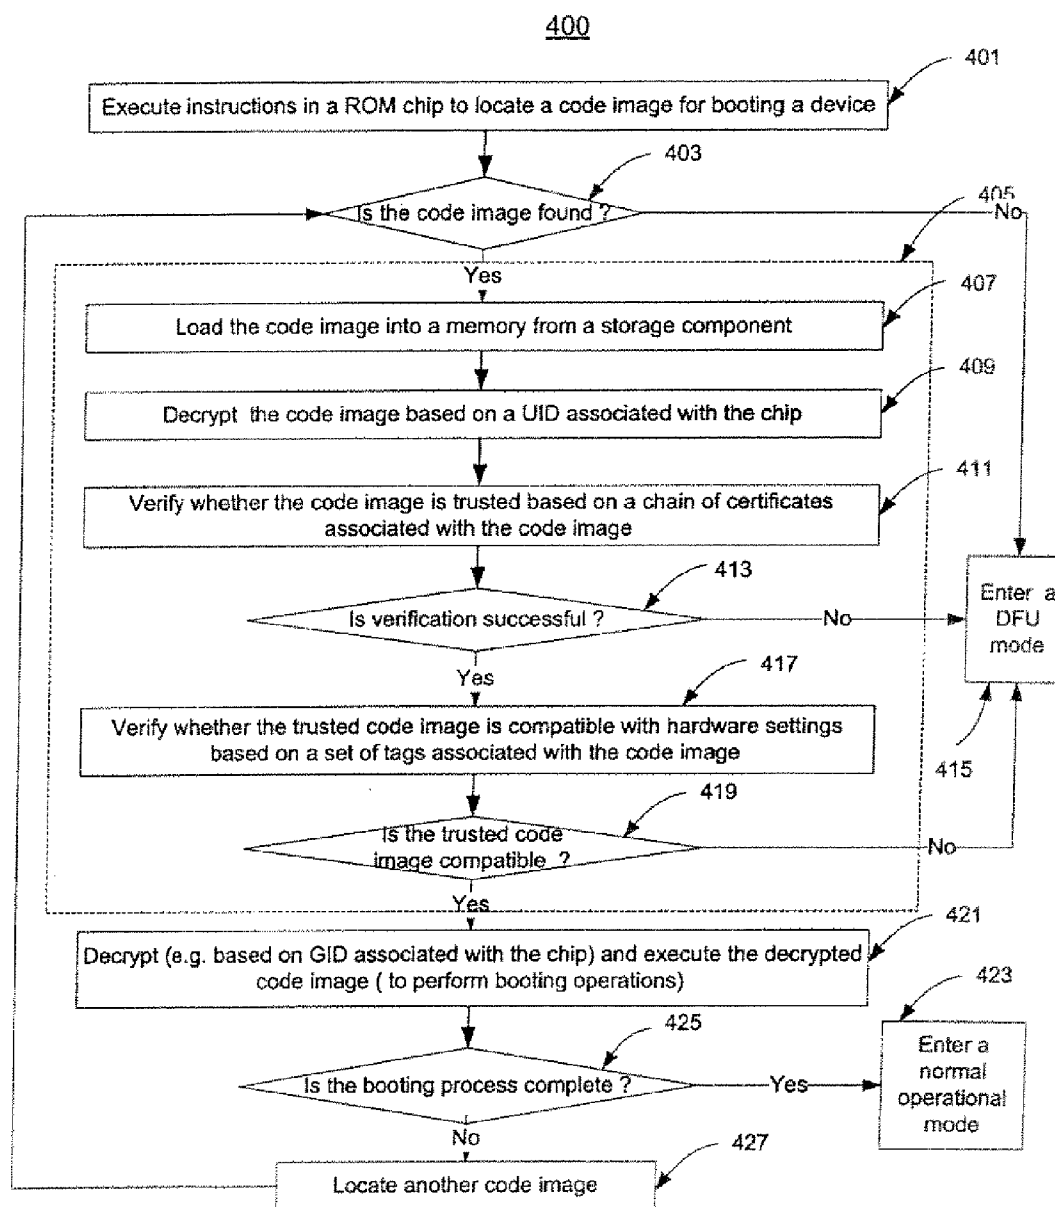 400
401
Execute instructions in a ROM chip to locate a code image for booting a device
403
Is the code image found ?
405
No
Yes
407
Load the code image into a memory from a storage component
409
Decrypt the code image based on a UID associated with the chip
411
Verify whether the code image is trusted based on a chain of certificates
associated with the code image
413
Is verification successful ?
No
Enter a
DFU
mode
415
Yes
417
Verify whether the trusted code image is compatible with hardware settings
based on a set of tags associated with the code image
419
Is the trusted code
image compatible ?
No
Yes
421
Decrypt (e.g. based on GID associated with the chip) and execute the decrypted
code image ( to perform booting operations)
423
425
Is the booting process complete ?
Yes
Enter a
normal
operational
mode
No
427
Locate another code image